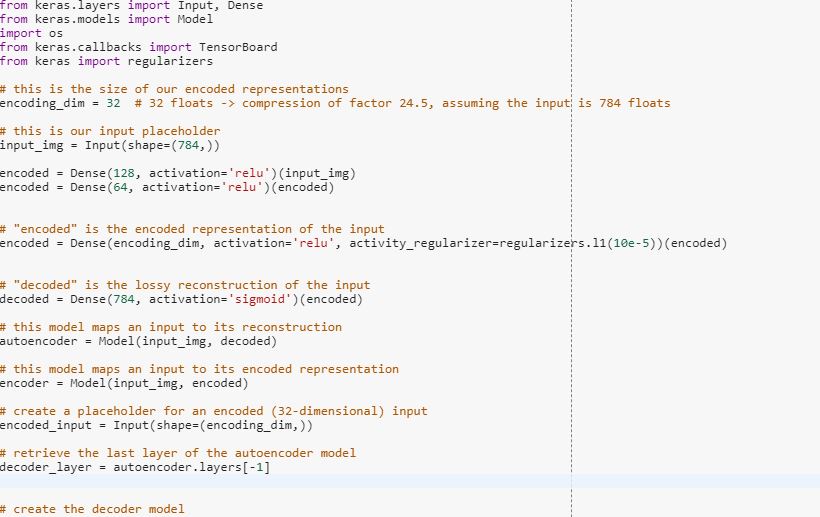 from keras.layers import Input, Dense
from keras.models import Model
import os
from keras.callbacks import TensorBoard
from keras import regularizers
# this is the size of our encoded representations
encoding_dim = 32  # 32 floats -> compression of factor 24.5, assuming the input is 784 floats
# this is our input placeholder
input_img = Input(shape=(784,))
encoded = Dense(128, activation='relu')(input_img)
encoded = Dense(64, activation='relu')(encoded)
# "encoded" is the encoded representation of the input
encoded = Dense(encoding_dim, activation='relu', activity_regularizer=regularizers.l1(10e-5))(encoded)
# "decoded" is the lossy reconstruction of the input
decoded = Dense(784, activation='sigmoid')(encoded)
# this model maps an input to its reconstruction
autoencoder = Model(input_img, decoded)
# this model maps an input to its encoded representation
encoder = Model(input_img, encoded)
# create a placeholder for an encoded (32-dimensional) input
encoded_input = Input(shape=(encoding_dim,))
# retrieve the last layer of the autoencoder model
decoder_layer = autoencoder.layers[-1]
# create the decoder model